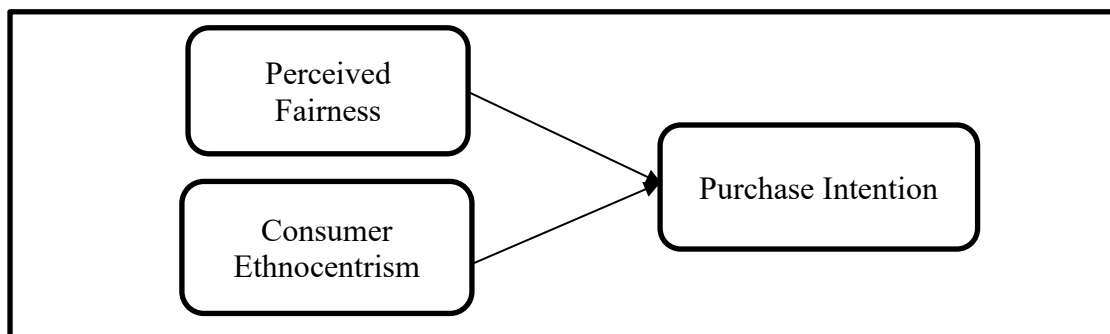 Perceived
Fairness
Purchase Intention
Consumer
Ethnocentrism